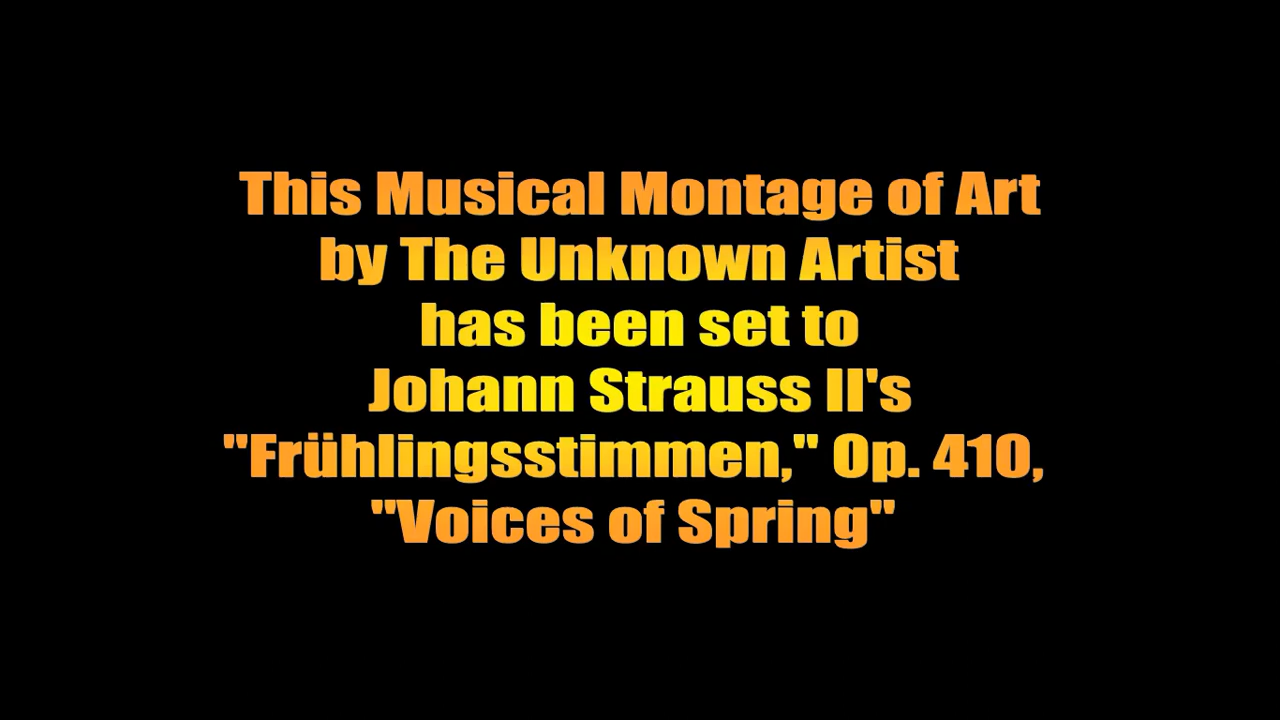 This Musical Montage of Art
by The Unknown Artist
has been set to
Johann Strauss II's
"Frühlingsstimmen," Op. 410,
"Voices of Spring"